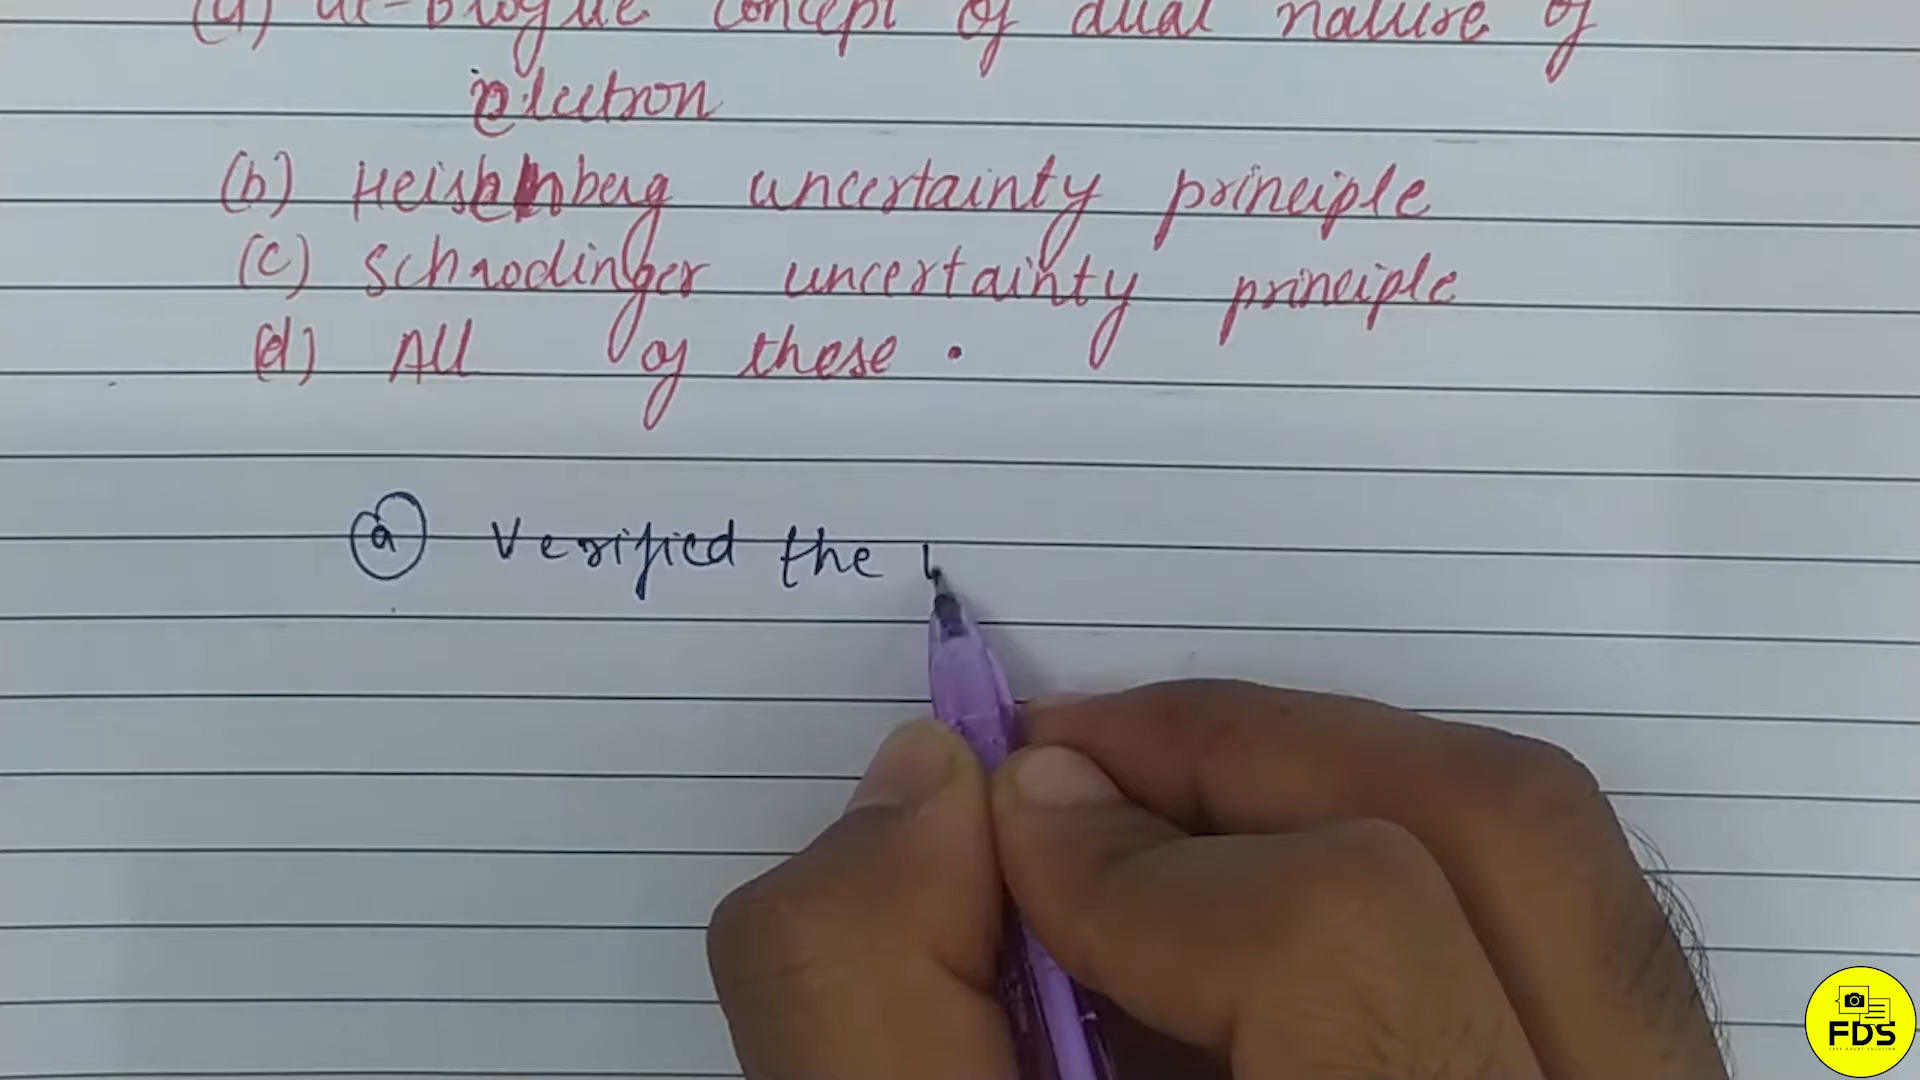 (a) de-Brogue concept of dual nature of
electron
(b) Heisenberg uncertainty principle
(c) Schrodinger uncertainty principle
(d) All of these .
(a) Verified the
FDS